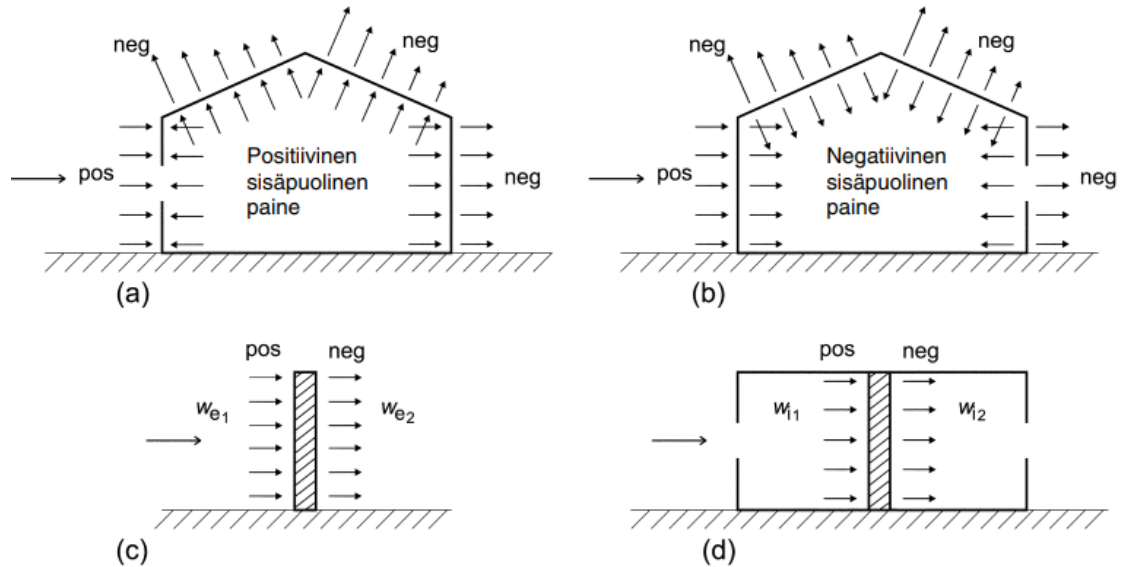 neg
neg
pos
Positiivinen
sisäpuolinen
paine
neg
(a)
neg
neg
pos
Negatiivinen
sisäpuolinen
paine
neg
(b)
pos
neg
we1
we2
(c)
pos
neg
wi1
wi2
(d)